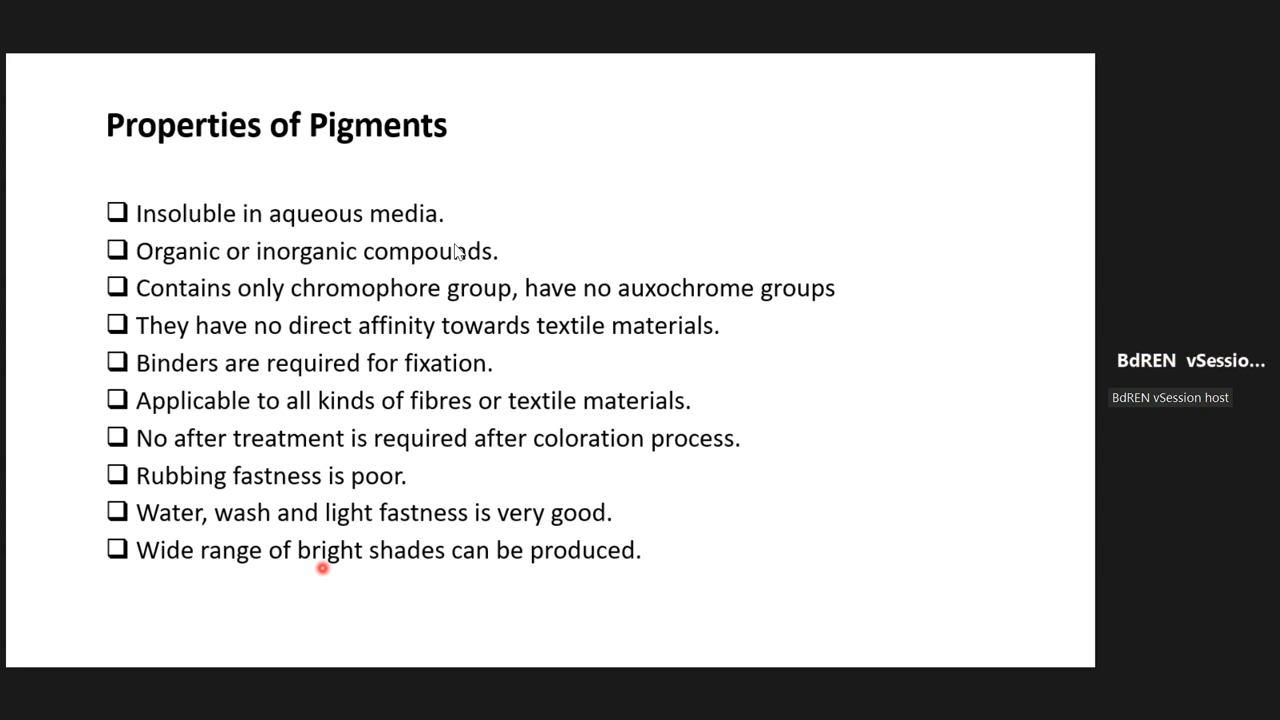 Properties of Pigments
Insoluble in aqueous media.
Organic or inorganic compounds.
Contains only chromophore group, have no auxochrome groups
They have no direct affinity towards textile materials.
Binders are required for fixation.
Applicable to all kinds of fibres or textile materials.
No after treatment is required after coloration process.
Rubbing fastness is poor.
Water, wash and light fastness is very good.
Wide range of bright shades can be produced.
BdREN vSessio...
BdREN vSession host